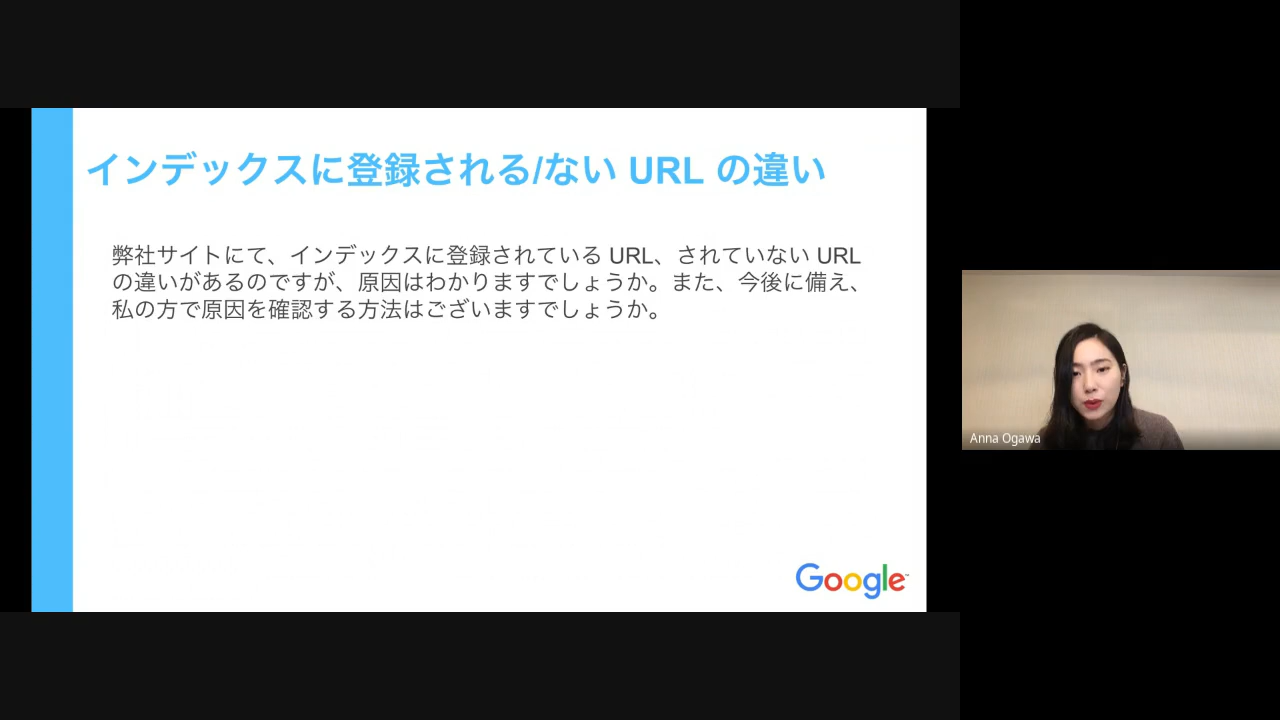 インデックスに登録される/ない URL の違い
弊社サイトにて、インデックスに登録されている URL、されていない URL
の違いがあるのですが、原因はわかりますでしょうか。また、今後に備え、
私の方で原因を確認する方法はございますでしょうか。
Google
Anna Ogawa